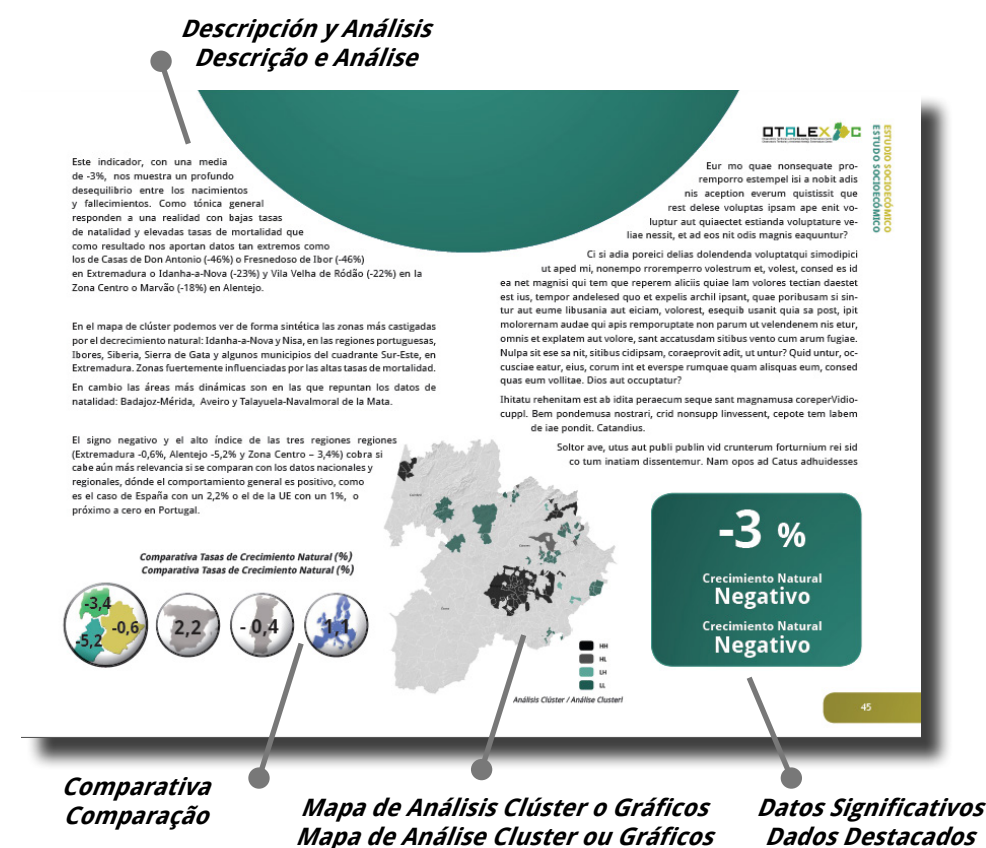 Descripción y Análisis
Descrição e Análise
OTALEX C
ESTUDIO SOCIOECÓMICO
ESTUDO SOCIOECÓMICO
Este indicador, con una media
de -3%, nos muestra un profundo
desequilibrio entre los nacimientos
y fallecimientos. Como tónica general
responden a una realidad con bajas tasas
de natalidad y elevadas tasas de mortalidad que
como resultado nos aportan datos tan extremos como
los de Casas de Don Antonio (-46%) o Fresnedoso de Ibor (-46%)
en Extremadura o Idanha-a-Nova (-23%) y Vila Velha de Ródão (-22%) en la
Zona Centro o Marvão (-18%) en Alentejo.
En el mapa de clúster podemos ver de forma sintética las zonas más castigadas
por el decrecimiento natural: Idanha-a-Nova y Nisa, en las regiones portuguesas,
Ibores, Siberia, Sierra de Gata y algunos municipios del cuadrante Sur-Este, en
Extremadura. Zonas fuertemente influenciadas por las altas tasas de mortalidad.
En cambio las áreas más dinámicas son en las que repuntan los datos de
natalidad: Badajoz-Mérida, Aveiro y Talayuela-Navalmoral de la Mata.
El signo negativo y el alto índice de las tres regiones regiones
(Extremadura -0,6%, Alentejo -5,2% y Zona Centro – 3,4%) cobra si
cabe aún más relevancia si se comparan con los datos nacionales y
regionales, dónde el comportamiento general es positivo, como
es el caso de España con un 2,2% o el de la UE con un 1%, o
próximo a cero en Portugal.
Eur mo quae nonsequate pro-
remporro estempel isi a nobit adis
nis aception everum quistissit que
rest delese voluptas ipsam ape enit vo-
luptur aut quiaectet estianda voluptature ve-
liae nessit, et ad eos nit odis magnis eaquuntur?
Ci si adia poreici delias dolendenda voluptatqui simodipici
ut aped mi, nonempo rroremperro volestrum et, volest, consed es id
ea net magnisi qui tem que reperem aliciis quiae lam volores tectian daestet
est ius, tempor andelesed quo et expelis archil ipsant, quae poribusam si sin-
tur aut eume libusania aut eiciam, volorest, esequib usanit quia sa post, ipit
molorernam audae qui apis remporuptate non parum ut velendenem nis etur,
omnis et explatem aut volore, sant accatusdam sitibus vento cum arum fugiae.
Nulpa sit ese sa nit, sitibus cidipsam, coraeprovit adit, ut untur? Quid untur, oc-
cusciae eatur, eius, corum int et everspe rumquae quam alisquas eum, consed
quas eum vollitae. Dios aut occuptatur?
Ihitatu rehenitam est ab idita peraecum seque sant magnamusa coreperVidio-
cuppl. Bem pondemusa nostrari, crid nonsupp linvessent, cepote tem labem
de iae pondit. Catandius.
Soltor ave, utus aut publi publin vid crunterum forturnium rei sid
co tum inatiam dissentemur. Nam opos ad Catus adhuidesses
Comparativa Tasas de Crecimiento Natural (%)
Comparativa Tasas de Crecimiento Natural (%)
-3,4
-0,6
-5,2
2,2
- 0,4
1,1
HH
HL
LH
LL
Análisis Clúster / Análise Cluster!
-3 %
Crecimiento Natural
Negativo
Crecimiento Natural
Negativo
45
Comparativa
Comparação
Mapa de Análisis Clúster o Gráficos
Mapa de Análise Cluster ou Gráficos
Datos Significativos
Dados Destacados